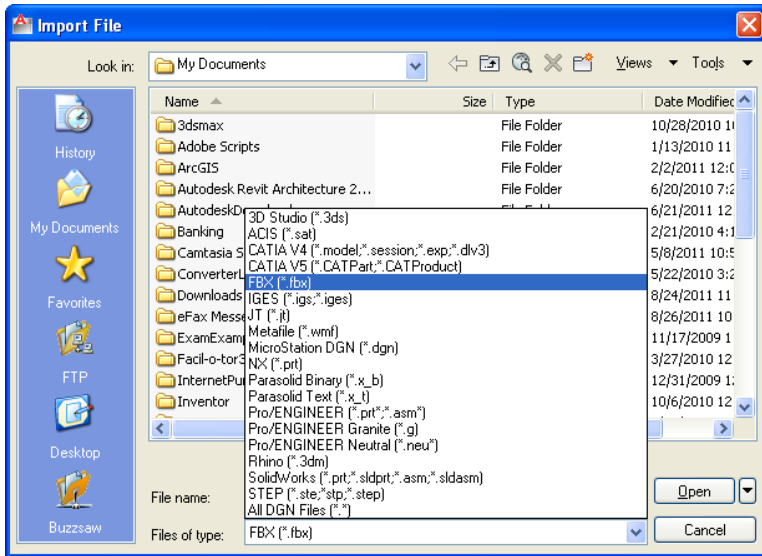 Import File
Look in: My Documents Views Tools
Name Size Type Date Modified
3dsmax File Folder 10/28/2010 1
Adobe Scripts File Folder 1/13/2010 11
ArcGIS File Folder 2/2/2011 12:0
Autodesk Revit Architecture 2... File Folder 6/20/2010 7:2
6/21/2011 12
Banking 2/21/2010 4:1
Camtasia S 5/8/2011 10:5
5/22/2010 3:2
Downloads 8/24/2011 11
eFax Messe 8/26/2011 10
ExamExam 11/17/2009 1
Facil-o-tor3 3/27/2010 12
InternetPu 12/31/2009 1:
Inventor 10/6/2010 12
History
My Documents
Favorites
FTP
Desktop
Buzzsaw
3D Studio (*.3ds)
ACIS (*.sat)
CATIA V4 (*.model;*.session;*.exp;*.dlv3)
CATIA V5 (*.CATPart;*.CATProduct)
FBX (*.fbx)
IGES (*.igs;*.iges)
JT (*.jt)
Metafile (*.wmf)
MicroStation DGN (*.dgn)
NX (*.prt)
Parasolid Binary (*.x_b)
Parasolid Text (*.x_t)
Pro/ENGINEER (*.prt*;*.asm*)
Pro/ENGINEER Granite (*.g)
Pro/ENGINEER Neutral (*.neu*)
Rhino (*.3dm)
SolidWorks (*.prt;*.sldprt;*.asm;*.sldasm)
STEP (*.ste;*stp;*.step)
All DGN Files (*.*)
File name: Open
Files of type: FBX (*.fbx) Cancel